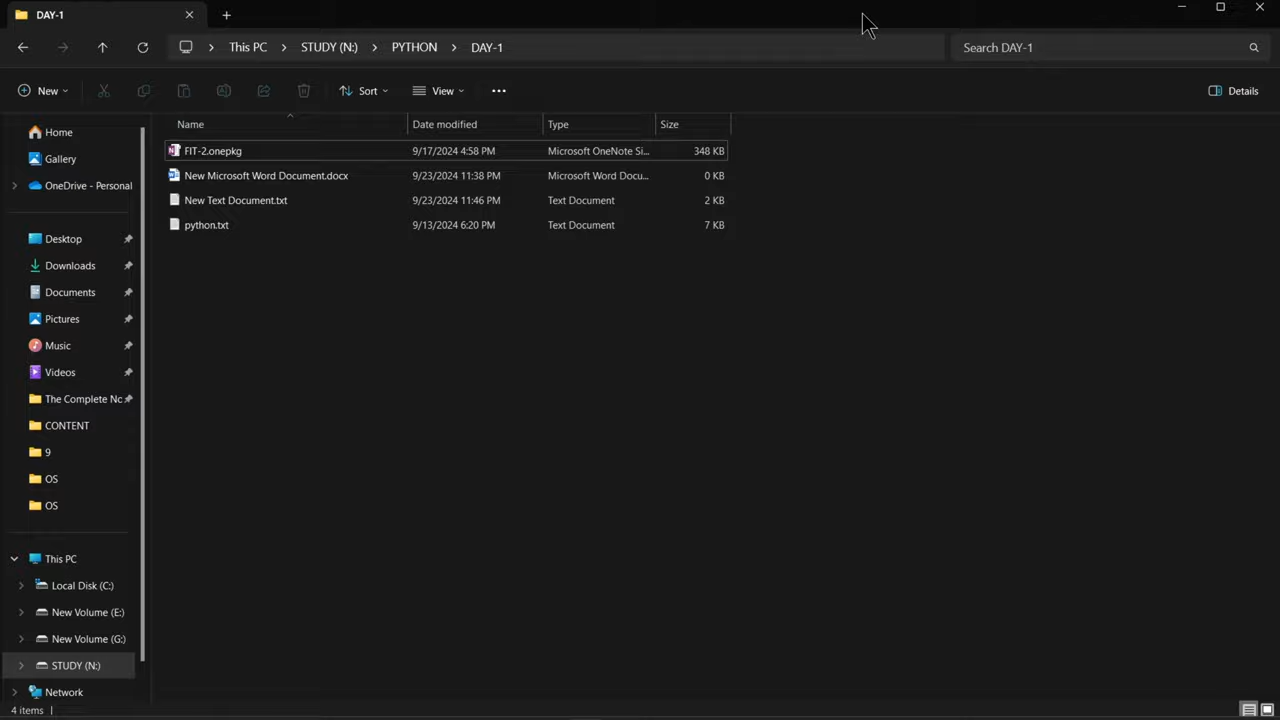 DAY-1
This PC > STUDY (N:) > PYTHON > DAY-1
Search DAY-1
New
Sort
View
Details
Name Date modified Type Size
FIT-2.onepkg 9/17/2024 4:58 PM Microsoft OneNote Si... 348 KB
New Microsoft Word Document.docx 9/23/2024 11:38 PM Microsoft Word Docu... 0 KB
New Text Document.txt 9/23/2024 11:46 PM Text Document 2 KB
python.txt 9/13/2024 6:20 PM Text Document 7 KB
Home
Gallery
OneDrive - Personal
Desktop
Downloads
Documents
Pictures
Music
Videos
The Complete Nc
CONTENT
9
OS
OS
This PC
Local Disk (C:)
New Volume (E:)
New Volume (G:)
STUDY (N:)
Network
4 items